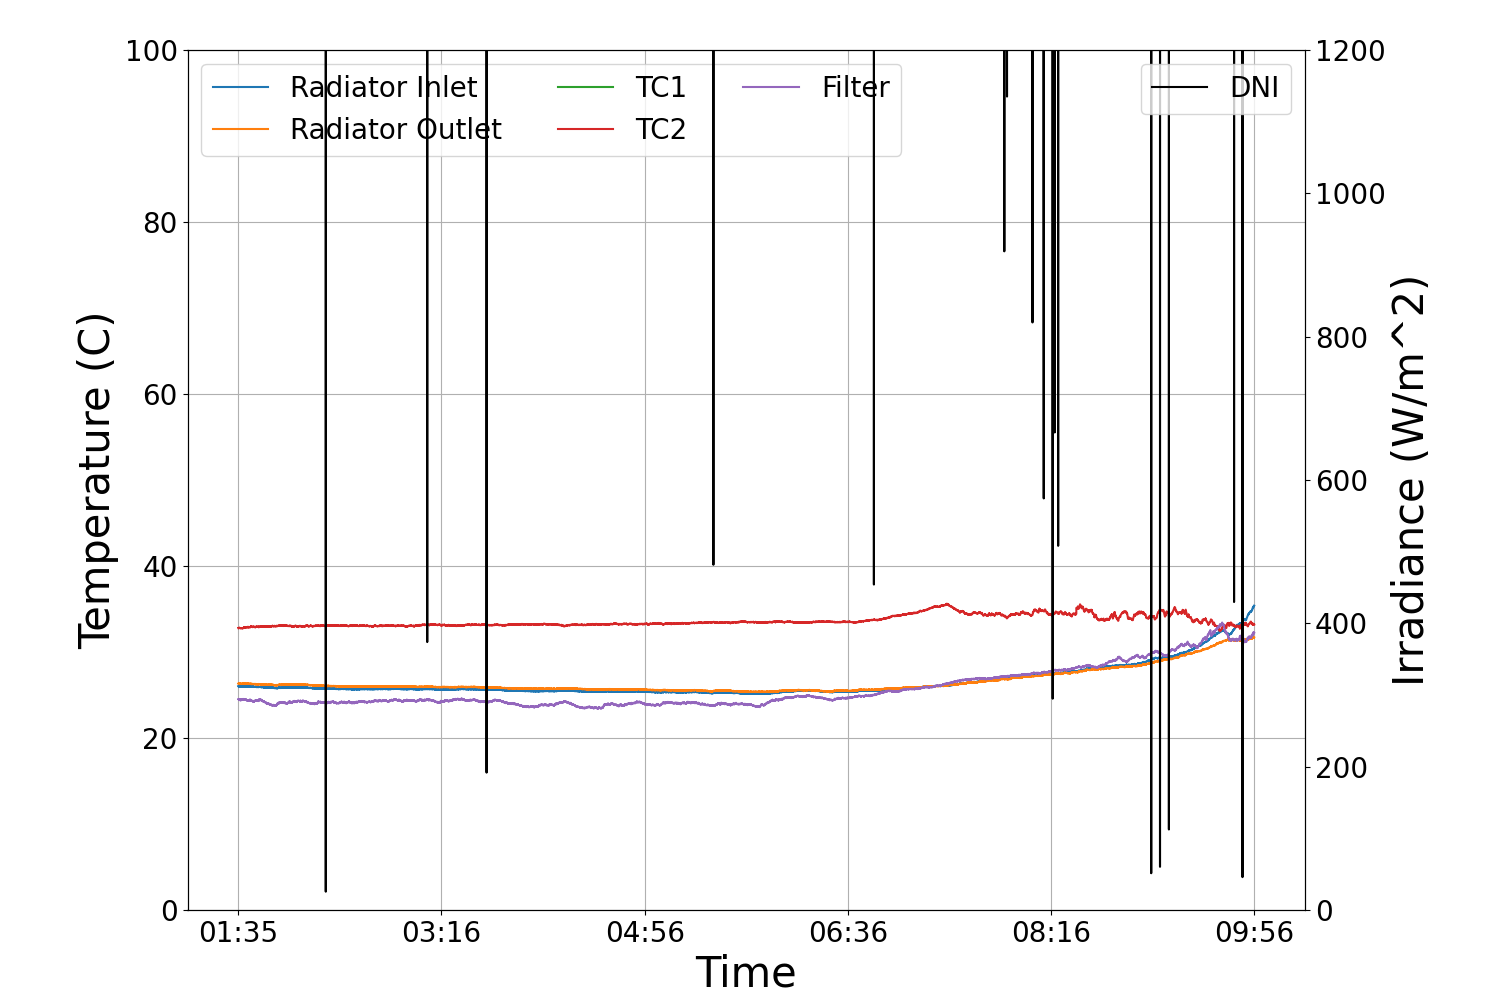 Radiator Inlet
Radiator Outlet
TC1
TC2
Filter
DNI
Temperature (C)
100
80
60
40
20
0
1200
1000
800
600
400
200
0
Irradiance (W/m^2)
01:35 03:16 04:56 06:36 08:16 09:56
Time